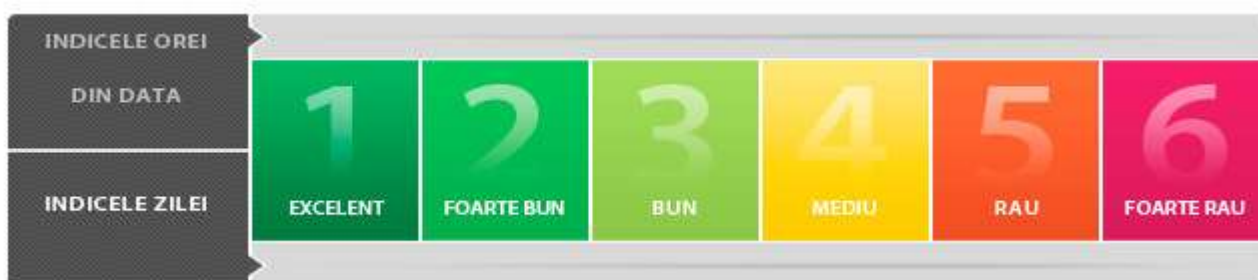 INDICELE OREI
DIN DATA
INDICELE ZILEI
1
EXCELENT
2
FOARTE BUN
3
BUN
4
MEDIU
5
RAU
6
FOARTE RAU